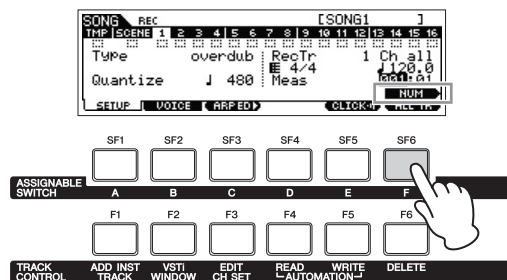 SONG REC [SONG1 ]
TMP SCENE 1 2 3 4 5 6 7 8 9 10 11 12 13 14 15 16
Type overdub RecTr 1 Ch all
4/4 ♩120.0
Quantize ♩ 480 Meas 001:01
NUM
SETUP VOICE ARP ED CLICK ALL TR
SF1 SF2 SF3 SF4 SF5 SF6
ASSIGNABLE SWITCH A B C D E F
F1 F2 F3 F4 F5 F6
TRACK CONTROL ADD INST TRACK VSTi WINDOW EDIT CH SET READ WRITE AUTOMATION DELETE